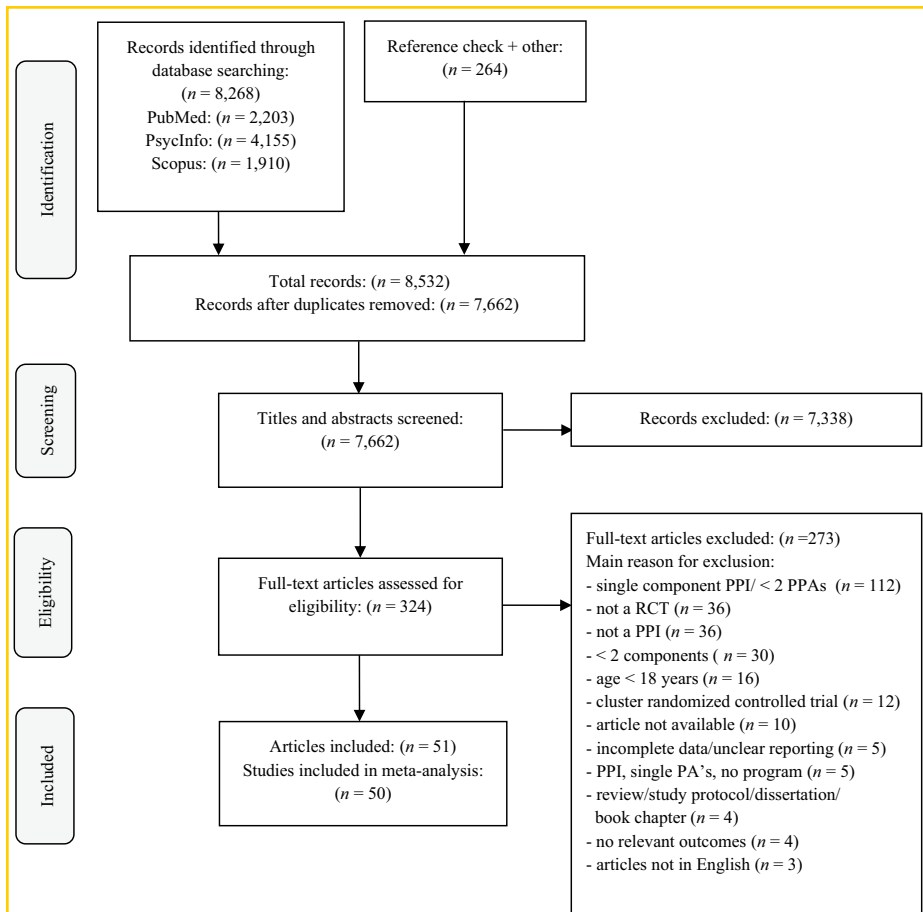 Identification
Records identified through
database searching:
(n = 8,268)
PubMed: (n = 2,203)
PsycInfo: (n = 4,155)
Scopus: (n = 1,910)
Reference check + other:
(n = 264)
Total records: (n = 8,532)
Records after duplicates removed: (n = 7,662)
Screening
Titles and abstracts screened:
(n = 7,662)
Records excluded: (n = 7,338)
Eligibility
Full-text articles assessed for
eligibility: (n = 324)
Full-text articles excluded: (n =273)
Main reason for exclusion:
- single component PPI/ < 2 PPAs (n = 112)
- not a RCT (n = 36)
- not a PPI (n = 36)
- < 2 components ( n = 30)
- age < 18 years (n = 16)
- cluster randomized controlled trial (n = 12)
- article not available (n = 10)
- incomplete data/unclear reporting (n = 5)
- PPI, single PA's, no program (n = 5)
- review/study protocol/dissertation/
book chapter (n = 4)
- no relevant outcomes (n = 4)
- articles not in English (n = 3)
Included
Articles included: (n = 51)
Studies included in meta-analysis:
(n = 50)